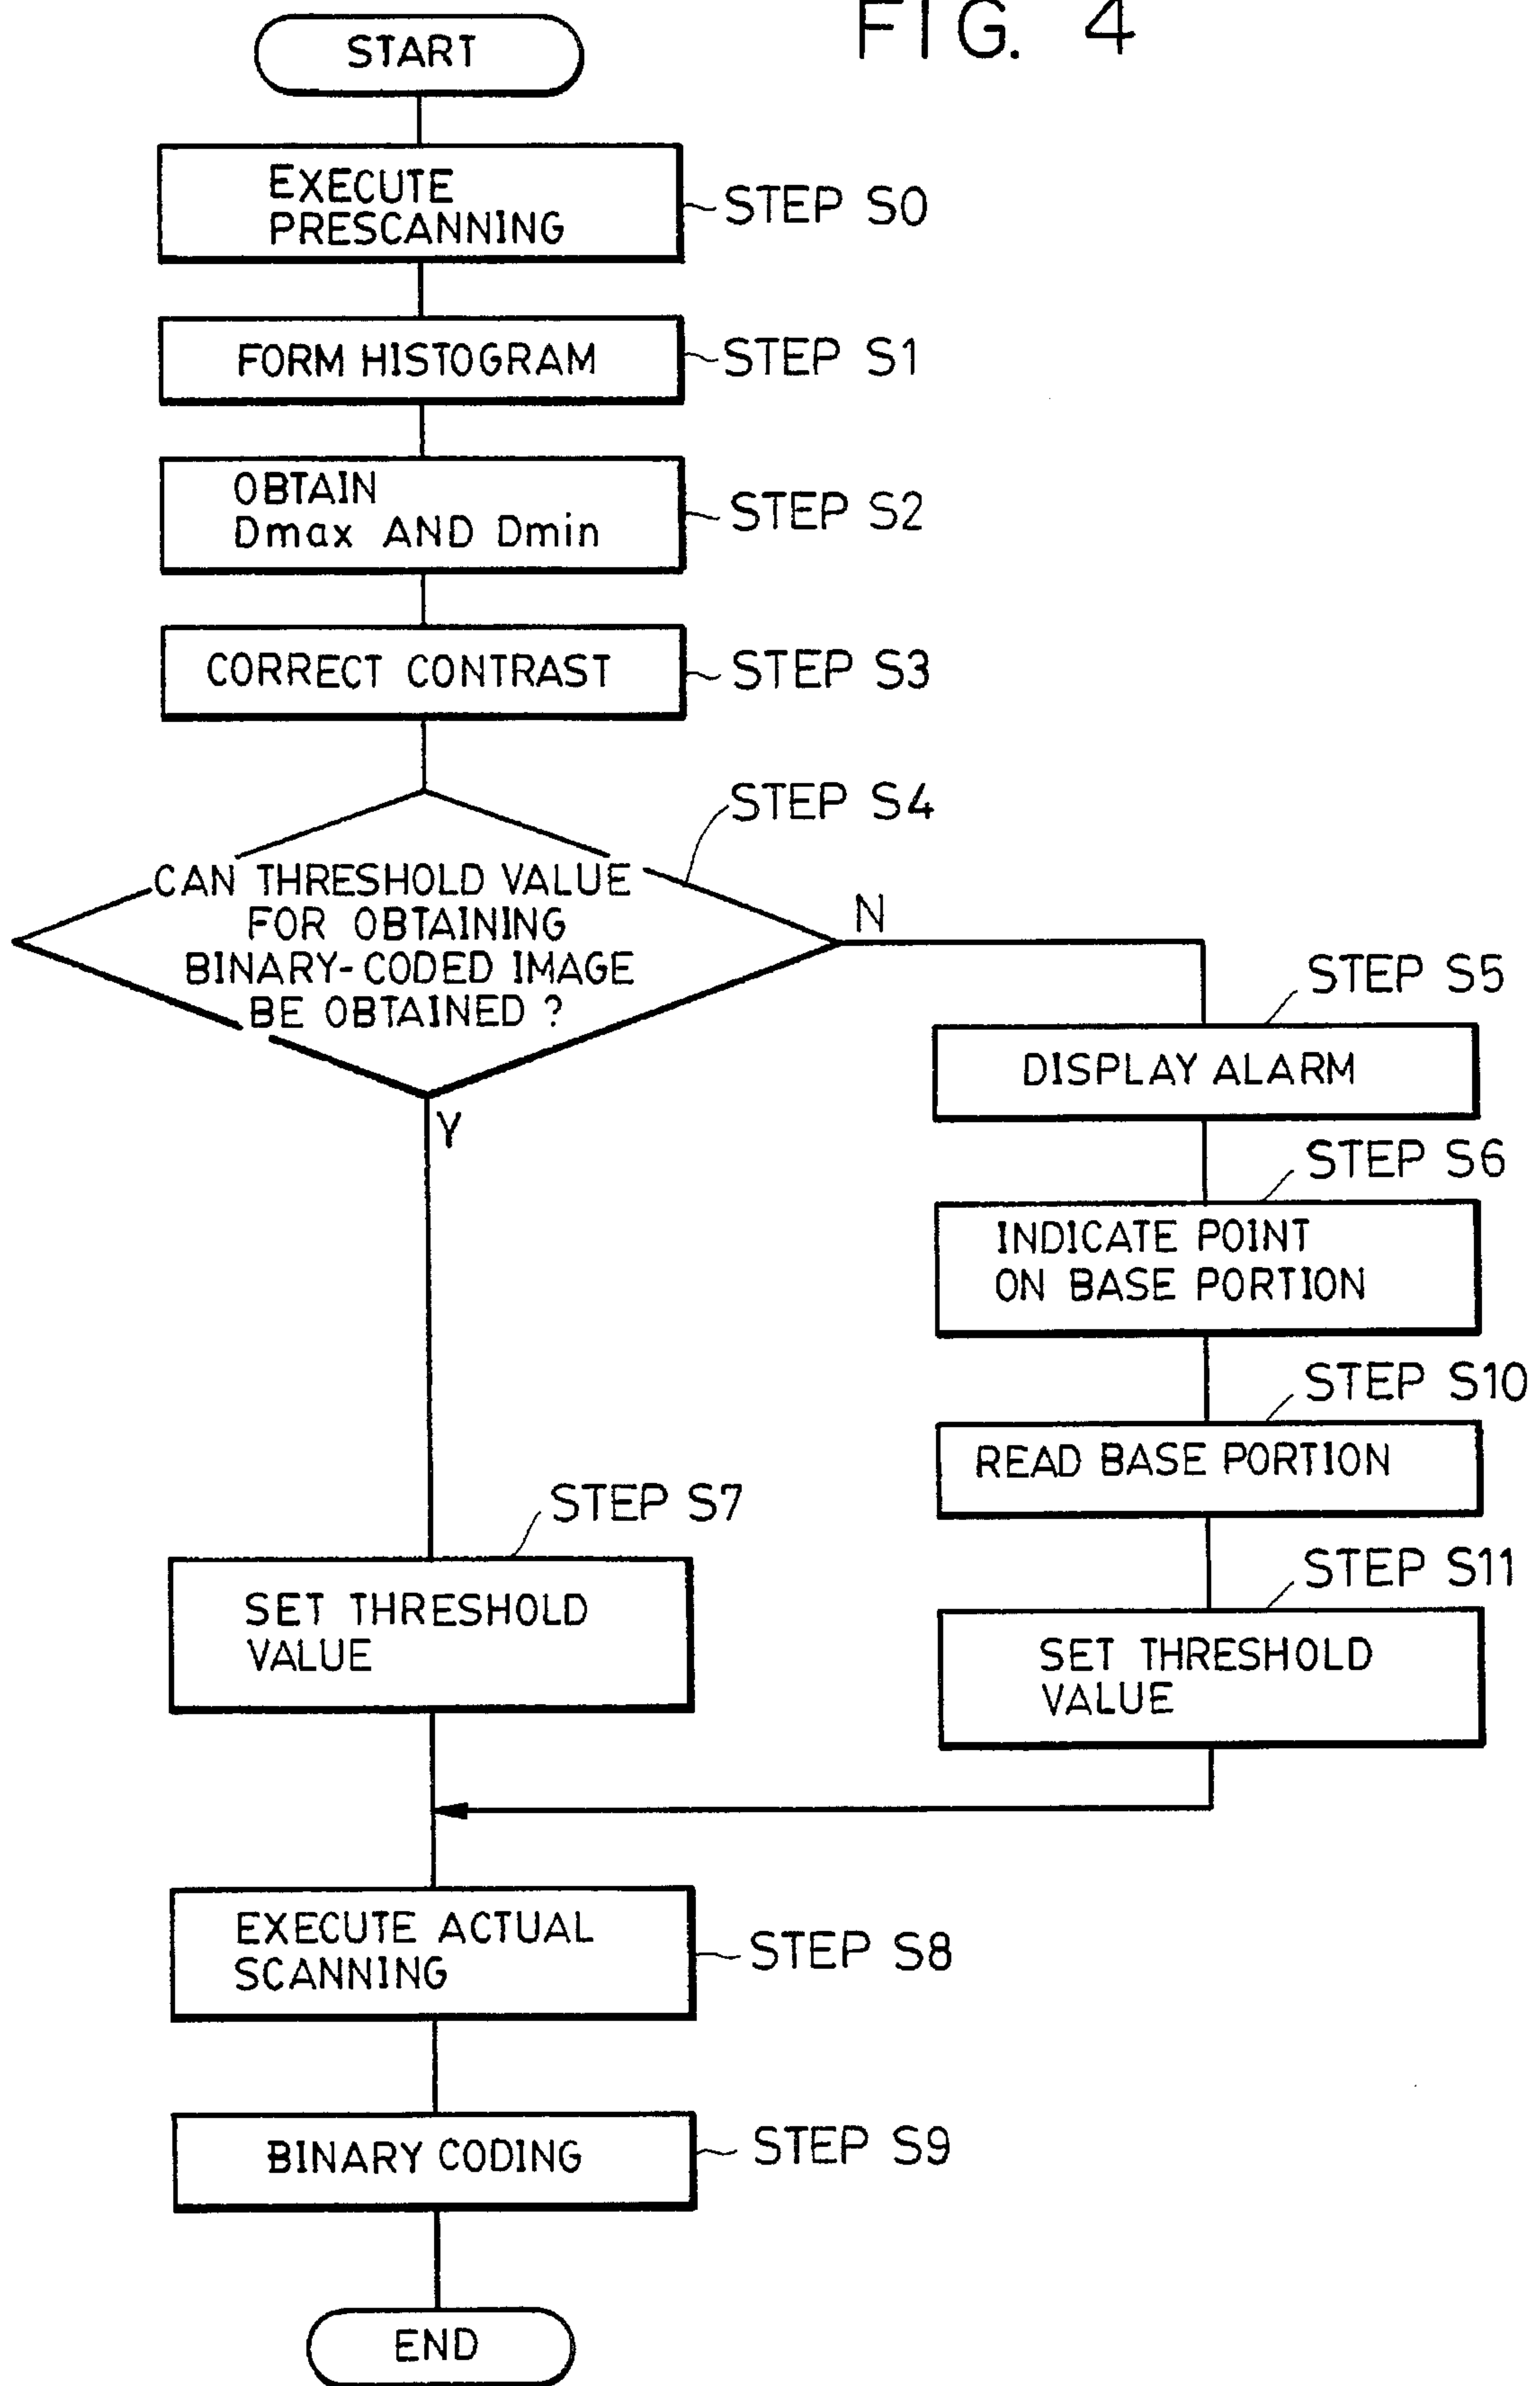 FIG. 4
START
EXECUTE
PRESCANNING
STEP S0
FORM HISTOGRAM
STEP S1
OBTAIN
Dmax AND Dmin
STEP S2
CORRECT CONTRAST
STEP S3
STEP S4
CAN THRESHOLD VALUE
FOR OBTAINING
BINARY-CODED IMAGE
BE OBTAINED ?
N
Y
STEP S5
DISPLAY ALARM
STEP S6
INDICATE POINT
ON BASE PORTION
STEP S10
READ BASE PORTION
STEP S7
SET THRESHOLD
VALUE
STEP S11
SET THRESHOLD
VALUE
EXECUTE ACTUAL
SCANNING
STEP S8
BINARY CODING
STEP S9
END